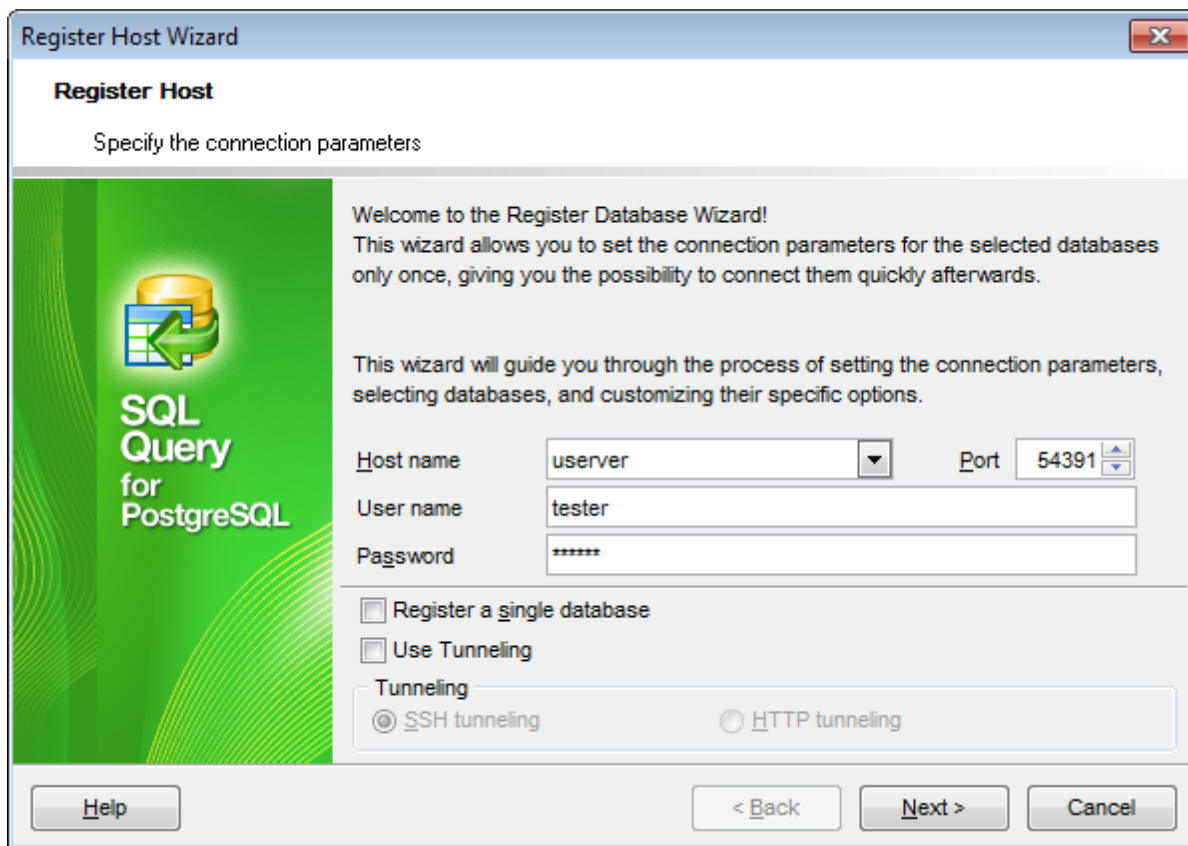 Register Host Wizard
Register Host
Specify the connection parameters
Welcome to the Register Database Wizard!
This wizard allows you to set the connection parameters for the selected databases
only once, giving you the possibility to connect them quickly afterwards.
This wizard will guide you through the process of setting the connection parameters,
selecting databases, and customizing their specific options.
SQL
Query
for
PostgreSQL
Host name userver Port 54391
User name tester
Password ******
Register a single database
Use Tunneling
Tunneling
SSH tunneling HTTP tunneling
Help < Back Next > Cancel